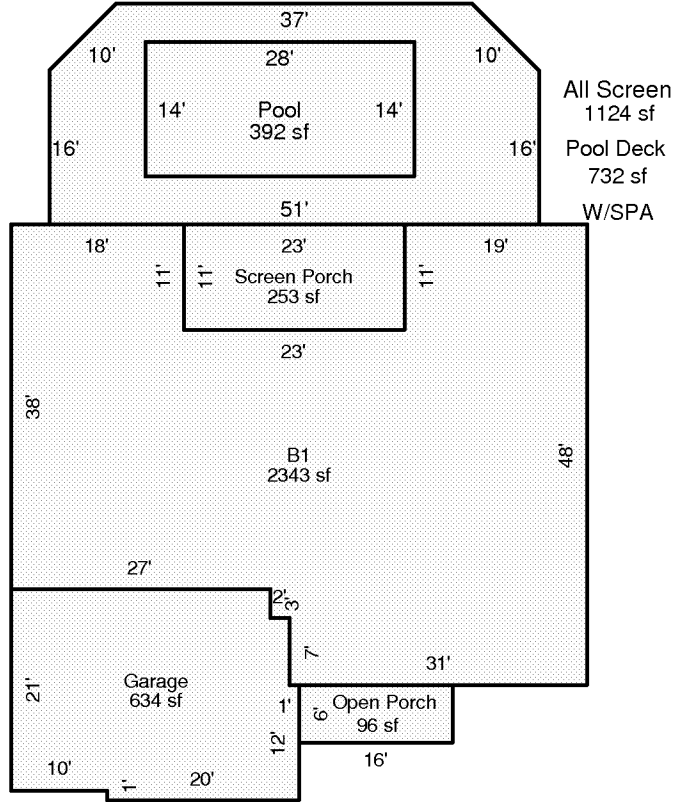 37'
10'
10'
28'
14'
Pool
14'
392 sf
All Screen
1124 sf
16'
16'
Pool Deck
732 sf
51'
W/SPA
18'
23'
19'
11'
11'
Screen Porch
11'
253 sf
23'
38'
B1
2343 sf
48'
27'
2'
3'
7'
31'
Garage
634 sf
21'
1'
6'
Open Porch
96 sf
12'
16'
10'
1'
20'